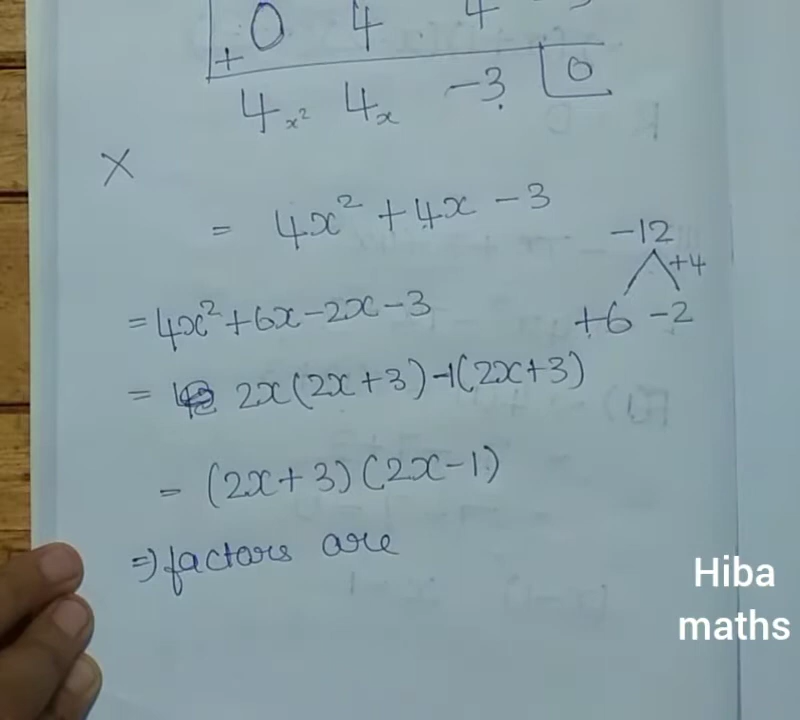 + 0 4 4
4x² 4x -3 0
X
= 4x² + 4x - 3
-12
+4
+6 -2
= 4x² + 6x - 2x - 3
= 2x(2x+3) -1(2x+3)
= (2x+3) (2x-1)
⇒ factors are
Hiba
maths